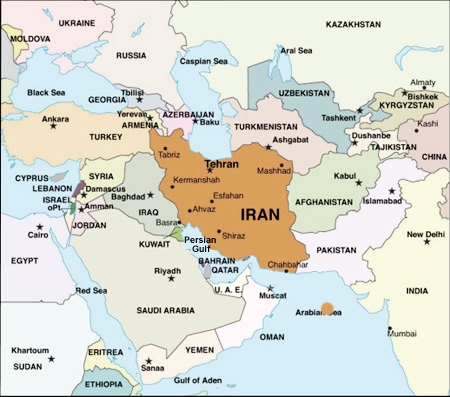 UKRAINE
KAZAKHSTAN
MOLDOVA
RUSSIA
Aral Sea
Caspian Sea
Black Sea
UZBEKISTAN
Almaty
Bishkek
GEORGIA
Tbilisi
KYRGYZSTAN
Yerevan
AZERBAIJAN
Tashkent
Ankara
ARMENIA
Baku
TURKMENISTAN
Kashi
TURKEY
Ashgabat
Dushanbe
TAJIKISTAN
Tabriz
CHINA
Tehran
Mashhad
CYPRUS
SYRIA
Kermanshah
Kabul
LEBANON
Damascus
Baghdad
Esfahan
Islamabad
ISRAEL
AFGHANISTAN
oPt.
Amman
IRAQ
Ahvaz
IRAN
JORDAN
Basra
Cairo
Shiraz
New Delhi
KUWAIT
Persian
Gulf
PAKISTAN
EGYPT
BAHRAIN
QATAR
Chahbahar
Riyadh
Red Sea
U. A. E.
Muscat
INDIA
SAUDI ARABIA
Arabian Sea
OMAN
Mumbai
Khartoum
ERITREA
YEMEN
SUDAN
Sanaa
ETHIOPIA
Gulf of Aden